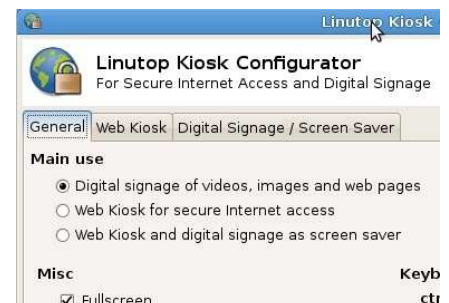 Linutop Kiosk
Linutop Kiosk Configurator
For Secure Internet Access and Digital Signage
General Web Kiosk Digital Signage / Screen Saver
Main use
Digital signage of videos, images and web pages
Web Kiosk for secure Internet access
Web Kiosk and digital signage as screen saver
Misc Keyb
Fullscreen ctr